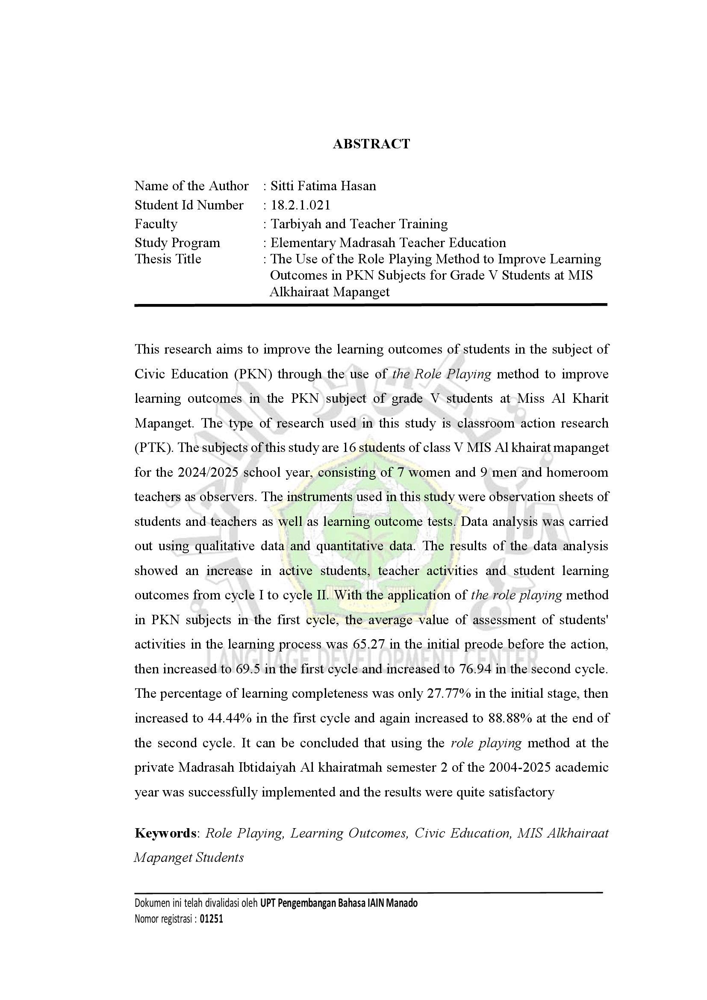 ABSTRACT
Name of the Author : Sitti Fatima Hasan
Student Id Number : 18.2.1.021
Faculty : Tarbiyah and Teacher Training
Study Program : Elementary Madrasah Teacher Education
Thesis Title : The Use of the Role Playing Method to Improve Learning
Outcomes in PKN Subjects for Grade V Students at MIS
Alkhairaat Mapanget
This research aims to improve the learning outcomes of students in the subject of
Civic Education (PKN) through the use of the Role Playing method to improve
learning outcomes in the PKN subject of grade V students at Miss Al Kharit
Mapanget. The type of research used in this study is classroom action research
(PTK). The subjects of this study are 16 students of class V MIS Al khairat mapanget
for the 2024/2025 school year, consisting of 7 women and 9 men and homeroom
teachers as observers. The instruments used in this study were observation sheets of
students and teachers as well as learning outcome tests. Data analysis was carried
out using qualitative data and quantitative data. The results of the data analysis
showed an increase in active students, teacher activities and student learning
outcomes from cycle I to cycle II. With the application of the role playing method
in PKN subjects in the first cycle, the average value of assessment of students'
activities in the learning process was 65.27 in the initial preode before the action,
then increased to 69.5 in the first cycle and increased to 76.94 in the second cycle.
LANGUAGE DEVELOPMENT CENTER
The percentage of learning completeness was only 27.77% in the initial stage, then
increased to 44.44% in the first cycle and again increased to 88.88% at the end of
the second cycle. It can be concluded that using the role playing method at the
private Madrasah Ibtidaiyah Al khairatmah semester 2 of the 2004-2025 academic
year was successfully implemented and the results were quite satisfactory
Keywords: Role Playing, Learning Outcomes, Civic Education, MIS Alkhairaat
Mapanget Students
Dokumen ini telah divalidasi oleh UPT Pengembangan Bahasa IAIN Manado
Nomor registrasi : 01251